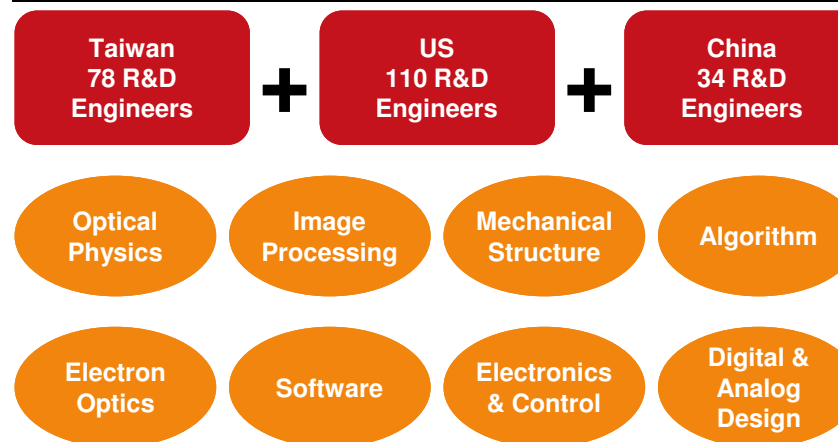 Taiwan
78 R&D
Engineers
+
US
110 R&D
Engineers
+
China
34 R&D
Engineers
Optical
Physics
Image
Processing
Mechanical
Structure
Algorithm
Electron
Optics
Software
Electronics
& Control
Digital &
Analog
Design